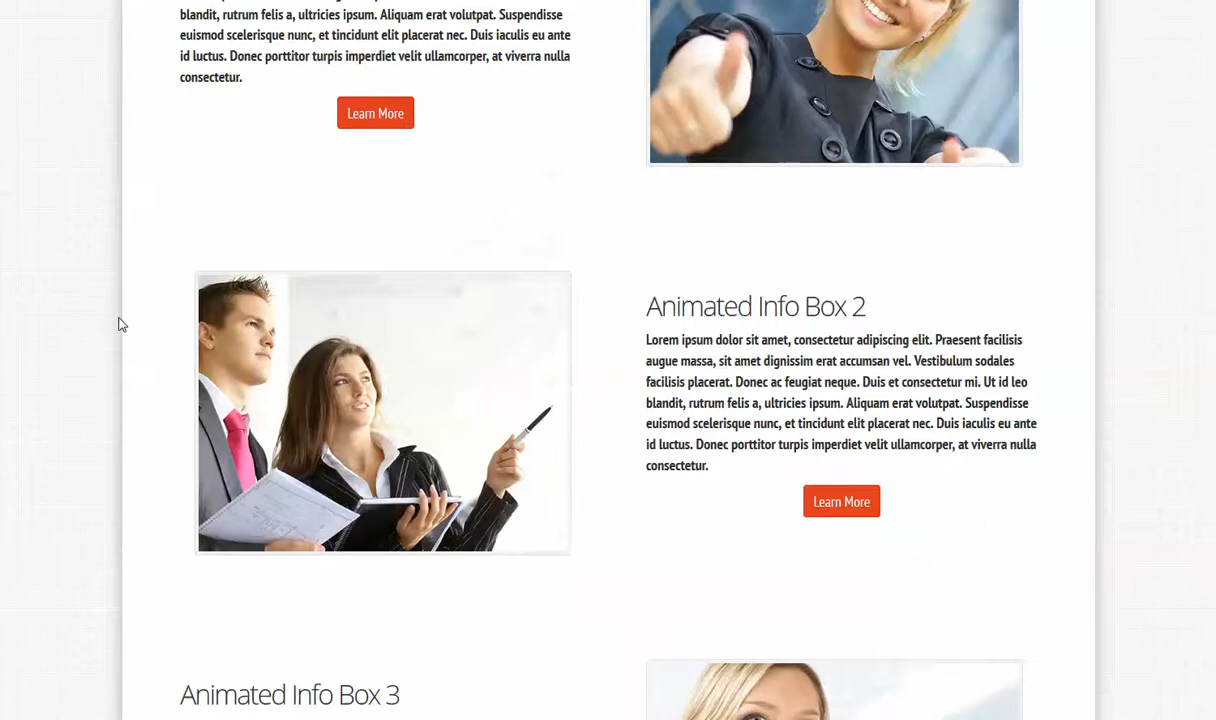 blandit, rutrum felis a, ultricies ipsum. Aliquam erat volutpat. Suspendisse
euismod scelerisque nunc, et tincidunt elit placerat nec. Duis iaculis eu ante
id luctus. Donec porttitor turpis imperdiet velit ullamcorper, at viverra nulla
consectetur.
Learn More
Animated Info Box 2
Lorem ipsum dolor sit amet, consectetur adipiscing elit. Praesent facilisis
augue massa, sit amet dignissim erat accumsan vel. Vestibulum sodales
facilisis placerat. Donec ac feugiat neque. Duis et consectetur mi. Ut id leo
blandit, rutrum felis a, ultricies ipsum. Aliquam erat volutpat. Suspendisse
euismod scelerisque nunc, et tincidunt elit placerat nec. Duis iaculis eu ante
id luctus. Donec porttitor turpis imperdiet velit ullamcorper, at viverra nulla
consectetur.
Learn More
Animated Info Box 3